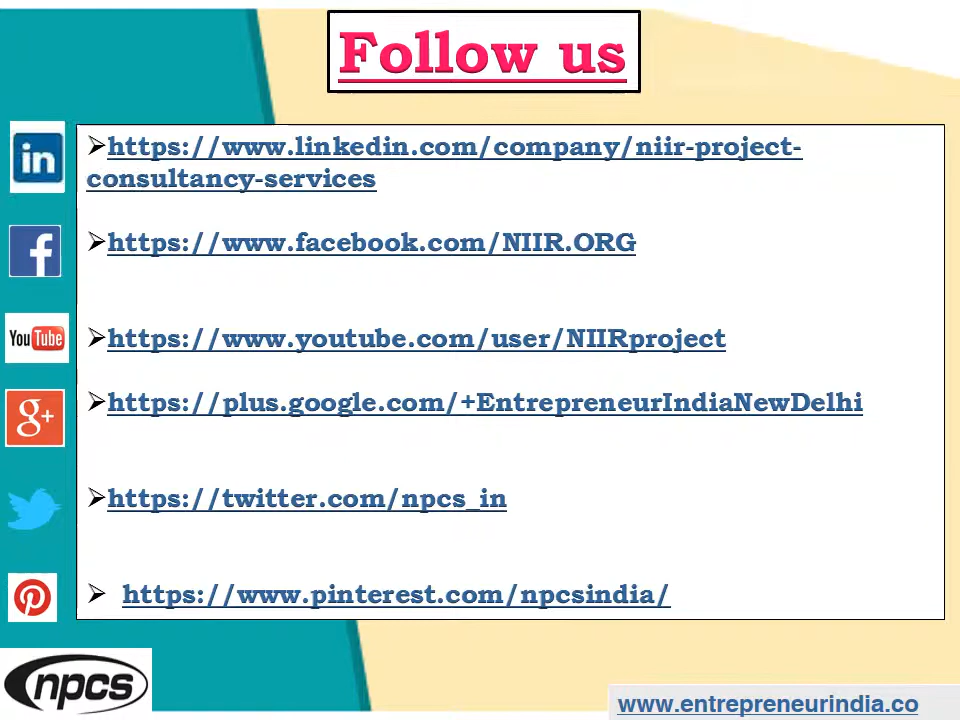 Follow us
in
➢https://www.linkedin.com/company/niir-project-
consultancy-services
f
➢https://www.facebook.com/NIIR.ORG
You Tube
➢https://www.youtube.com/user/NIIRproject
g+
➢https://plus.google.com/+EntrepreneurIndiaNewDelhi
➢https://twitter.com/npcs_in
➢ https://www.pinterest.com/npcsindia/
npcs
www.entrepreneurindia.co